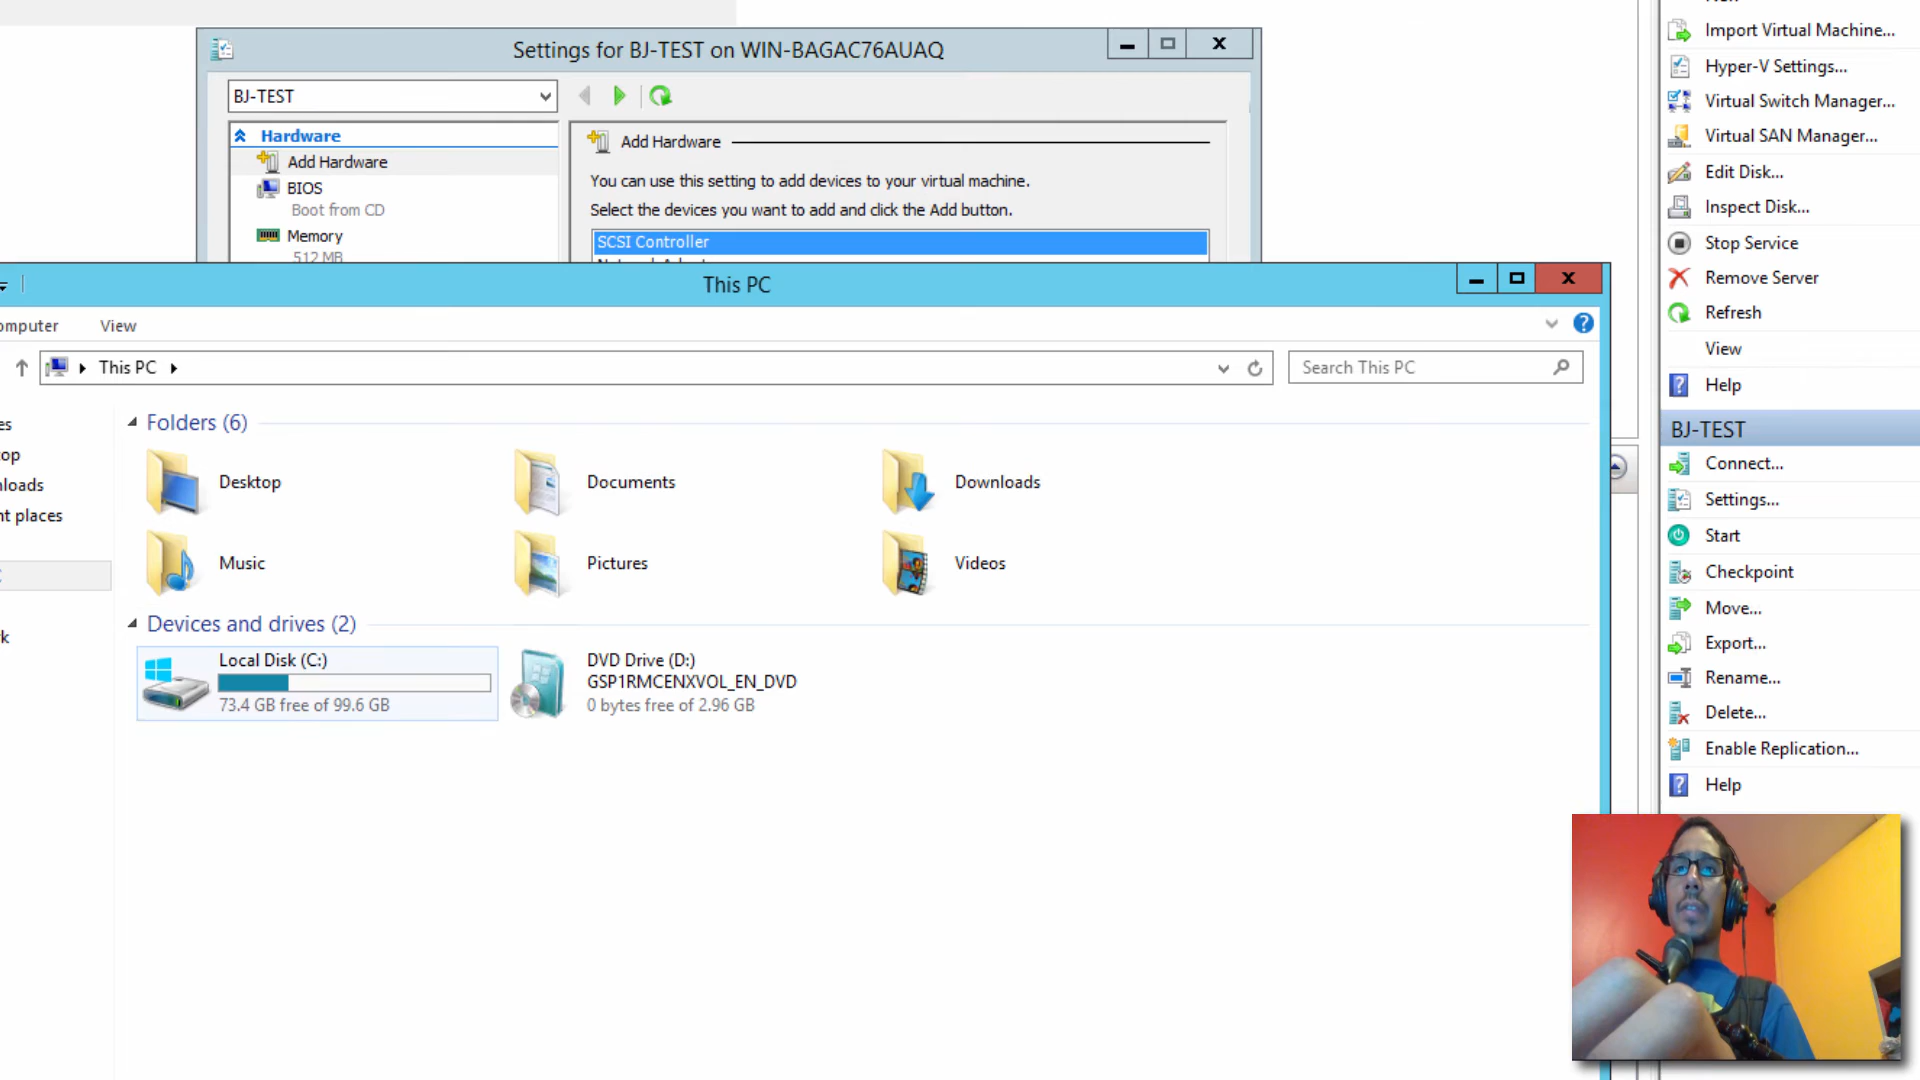 Settings for BJ-TEST on WIN-BAGAC76AUAQ
BJ-TEST
Hardware
Add Hardware
BIOS
Boot from CD
Memory
512 MB
Add Hardware
You can use this setting to add devices to your virtual machine.
Select the devices you want to add and click the Add button.
SCSI Controller
This PC
omputer
View
This PC
Search This PC
es
op
nloads
nt places
k
Folders (6)
Desktop
Documents
Downloads
Music
Pictures
Videos
Devices and drives (2)
Local Disk (C:)
73.4 GB free of 99.6 GB
DVD Drive (D:)
GSP1RMCENXVOL_EN_DVD
0 bytes free of 2.96 GB
Import Virtual Machine...
Hyper-V Settings...
Virtual Switch Manager...
Virtual SAN Manager...
Edit Disk...
Inspect Disk...
Stop Service
Remove Server
Refresh
View
Help
BJ-TEST
Connect...
Settings...
Start
Checkpoint
Move...
Export...
Rename...
Delete...
Enable Replication...
Help